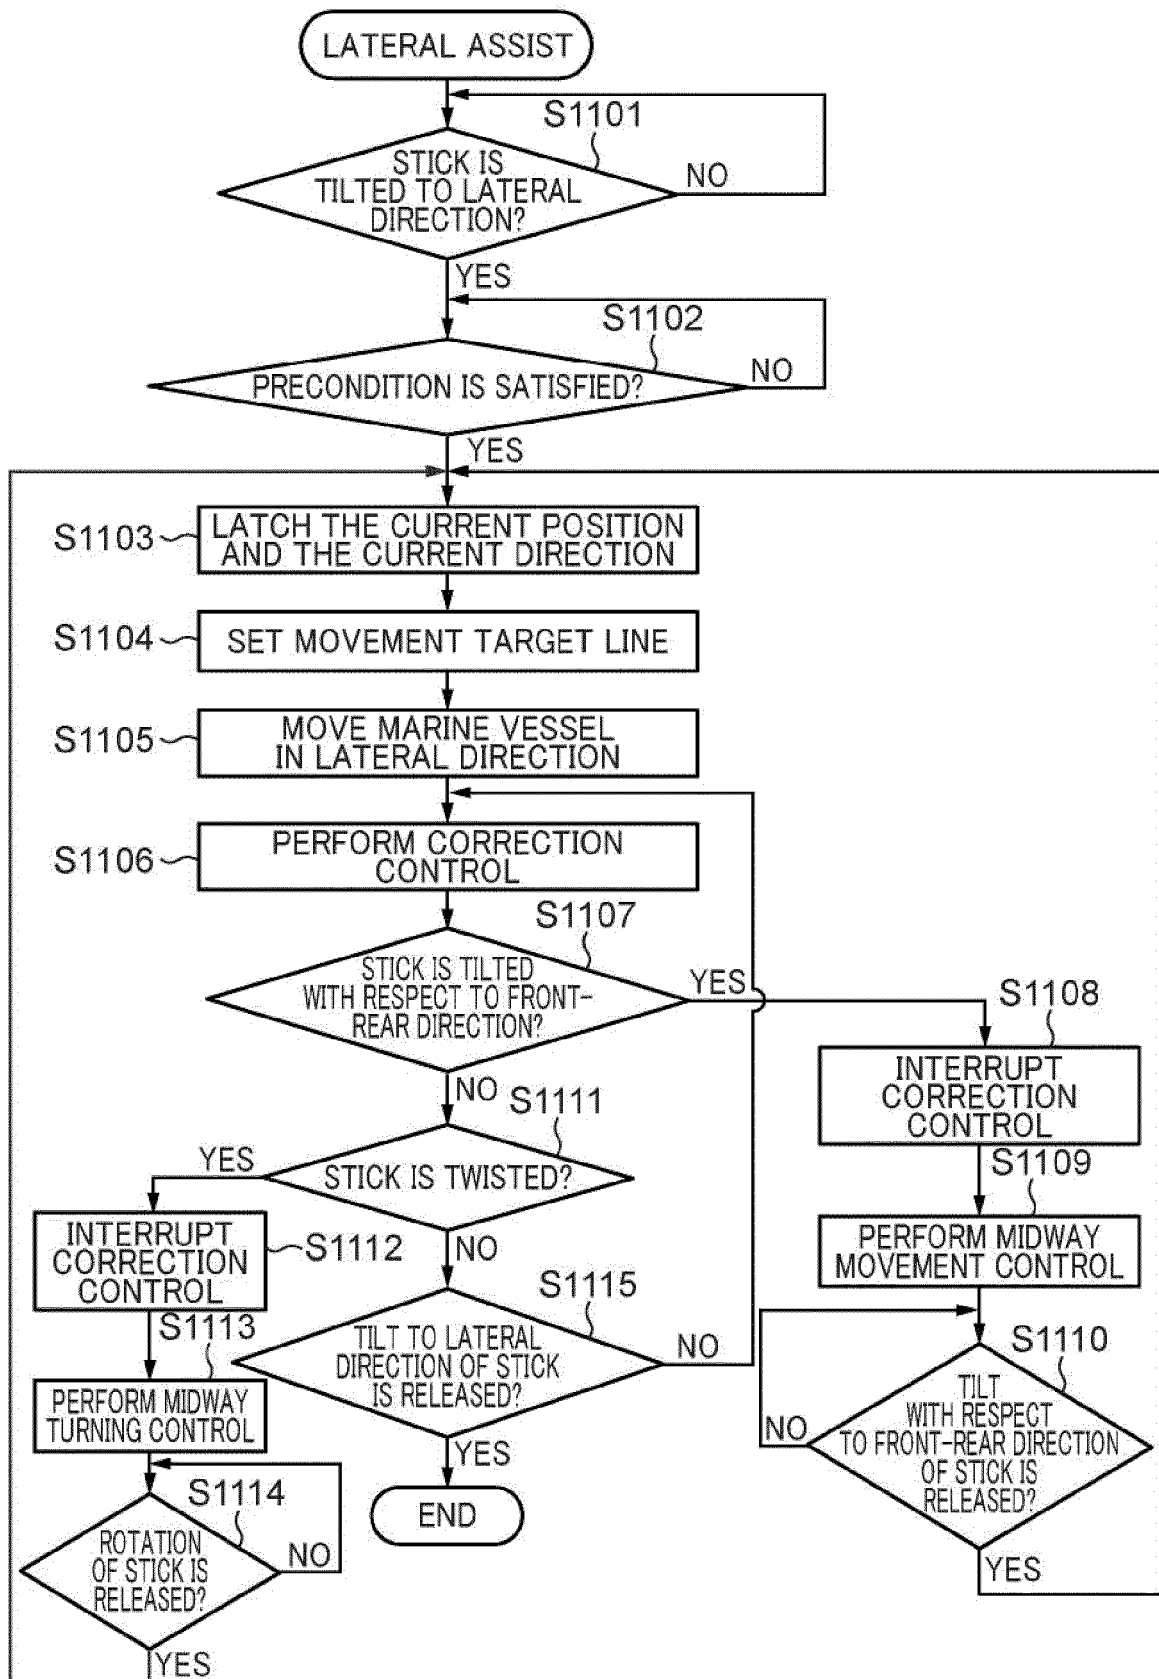 LATERAL ASSIST
S1101
STICK IS
TILTED TO LATERAL
DIRECTION?
NO
YES
S1102
PRECONDITION IS SATISFIED?
NO
YES
S1103
LATCH THE CURRENT POSITION
AND THE CURRENT DIRECTION
S1104
SET MOVEMENT TARGET LINE
S1105
MOVE MARINE VESSEL
IN LATERAL DIRECTION
S1106
PERFORM CORRECTION
CONTROL
S1107
STICK IS TILTED
WITH RESPECT TO FRONT-
REAR DIRECTION?
YES
NO
S1108
INTERRUPT
CORRECTION
CONTROL
S1109
PERFORM MIDWAY
MOVEMENT CONTROL
S1110
TILT
WITH RESPECT
TO FRONT-REAR DIRECTION
OF STICK IS
RELEASED?
NO
YES
S1111
STICK IS TWISTED?
YES
NO
S1112
INTERRUPT
CORRECTION
CONTROL
S1113
PERFORM MIDWAY
TURNING CONTROL
S1114
ROTATION
OF STICK IS
RELEASED?
NO
YES
S1115
TILT TO LATERAL
DIRECTION OF STICK
IS RELEASED?
NO
YES
END